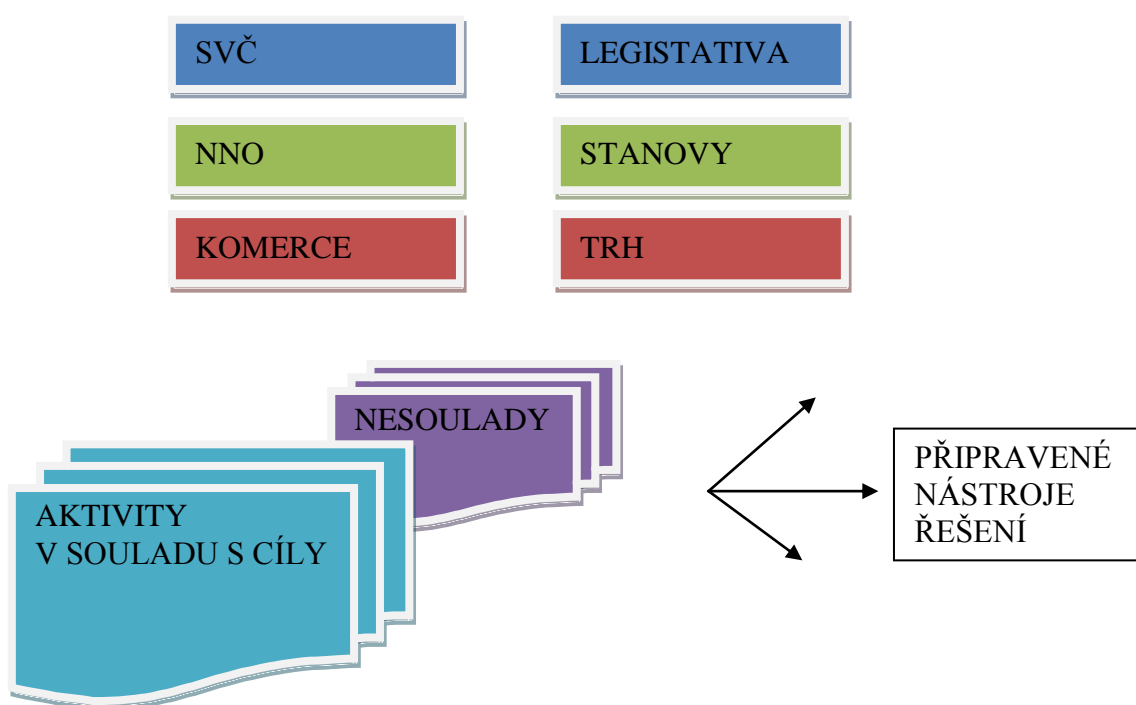 SVČ
LEGISTATIVA
NNO
STANOVY
KOMERCE
TRH
NESOULADY
AKTIVITY
V SOULADU S CÍLY
PŘIPRAVENÉ
NÁSTROJE
ŘEŠENÍ